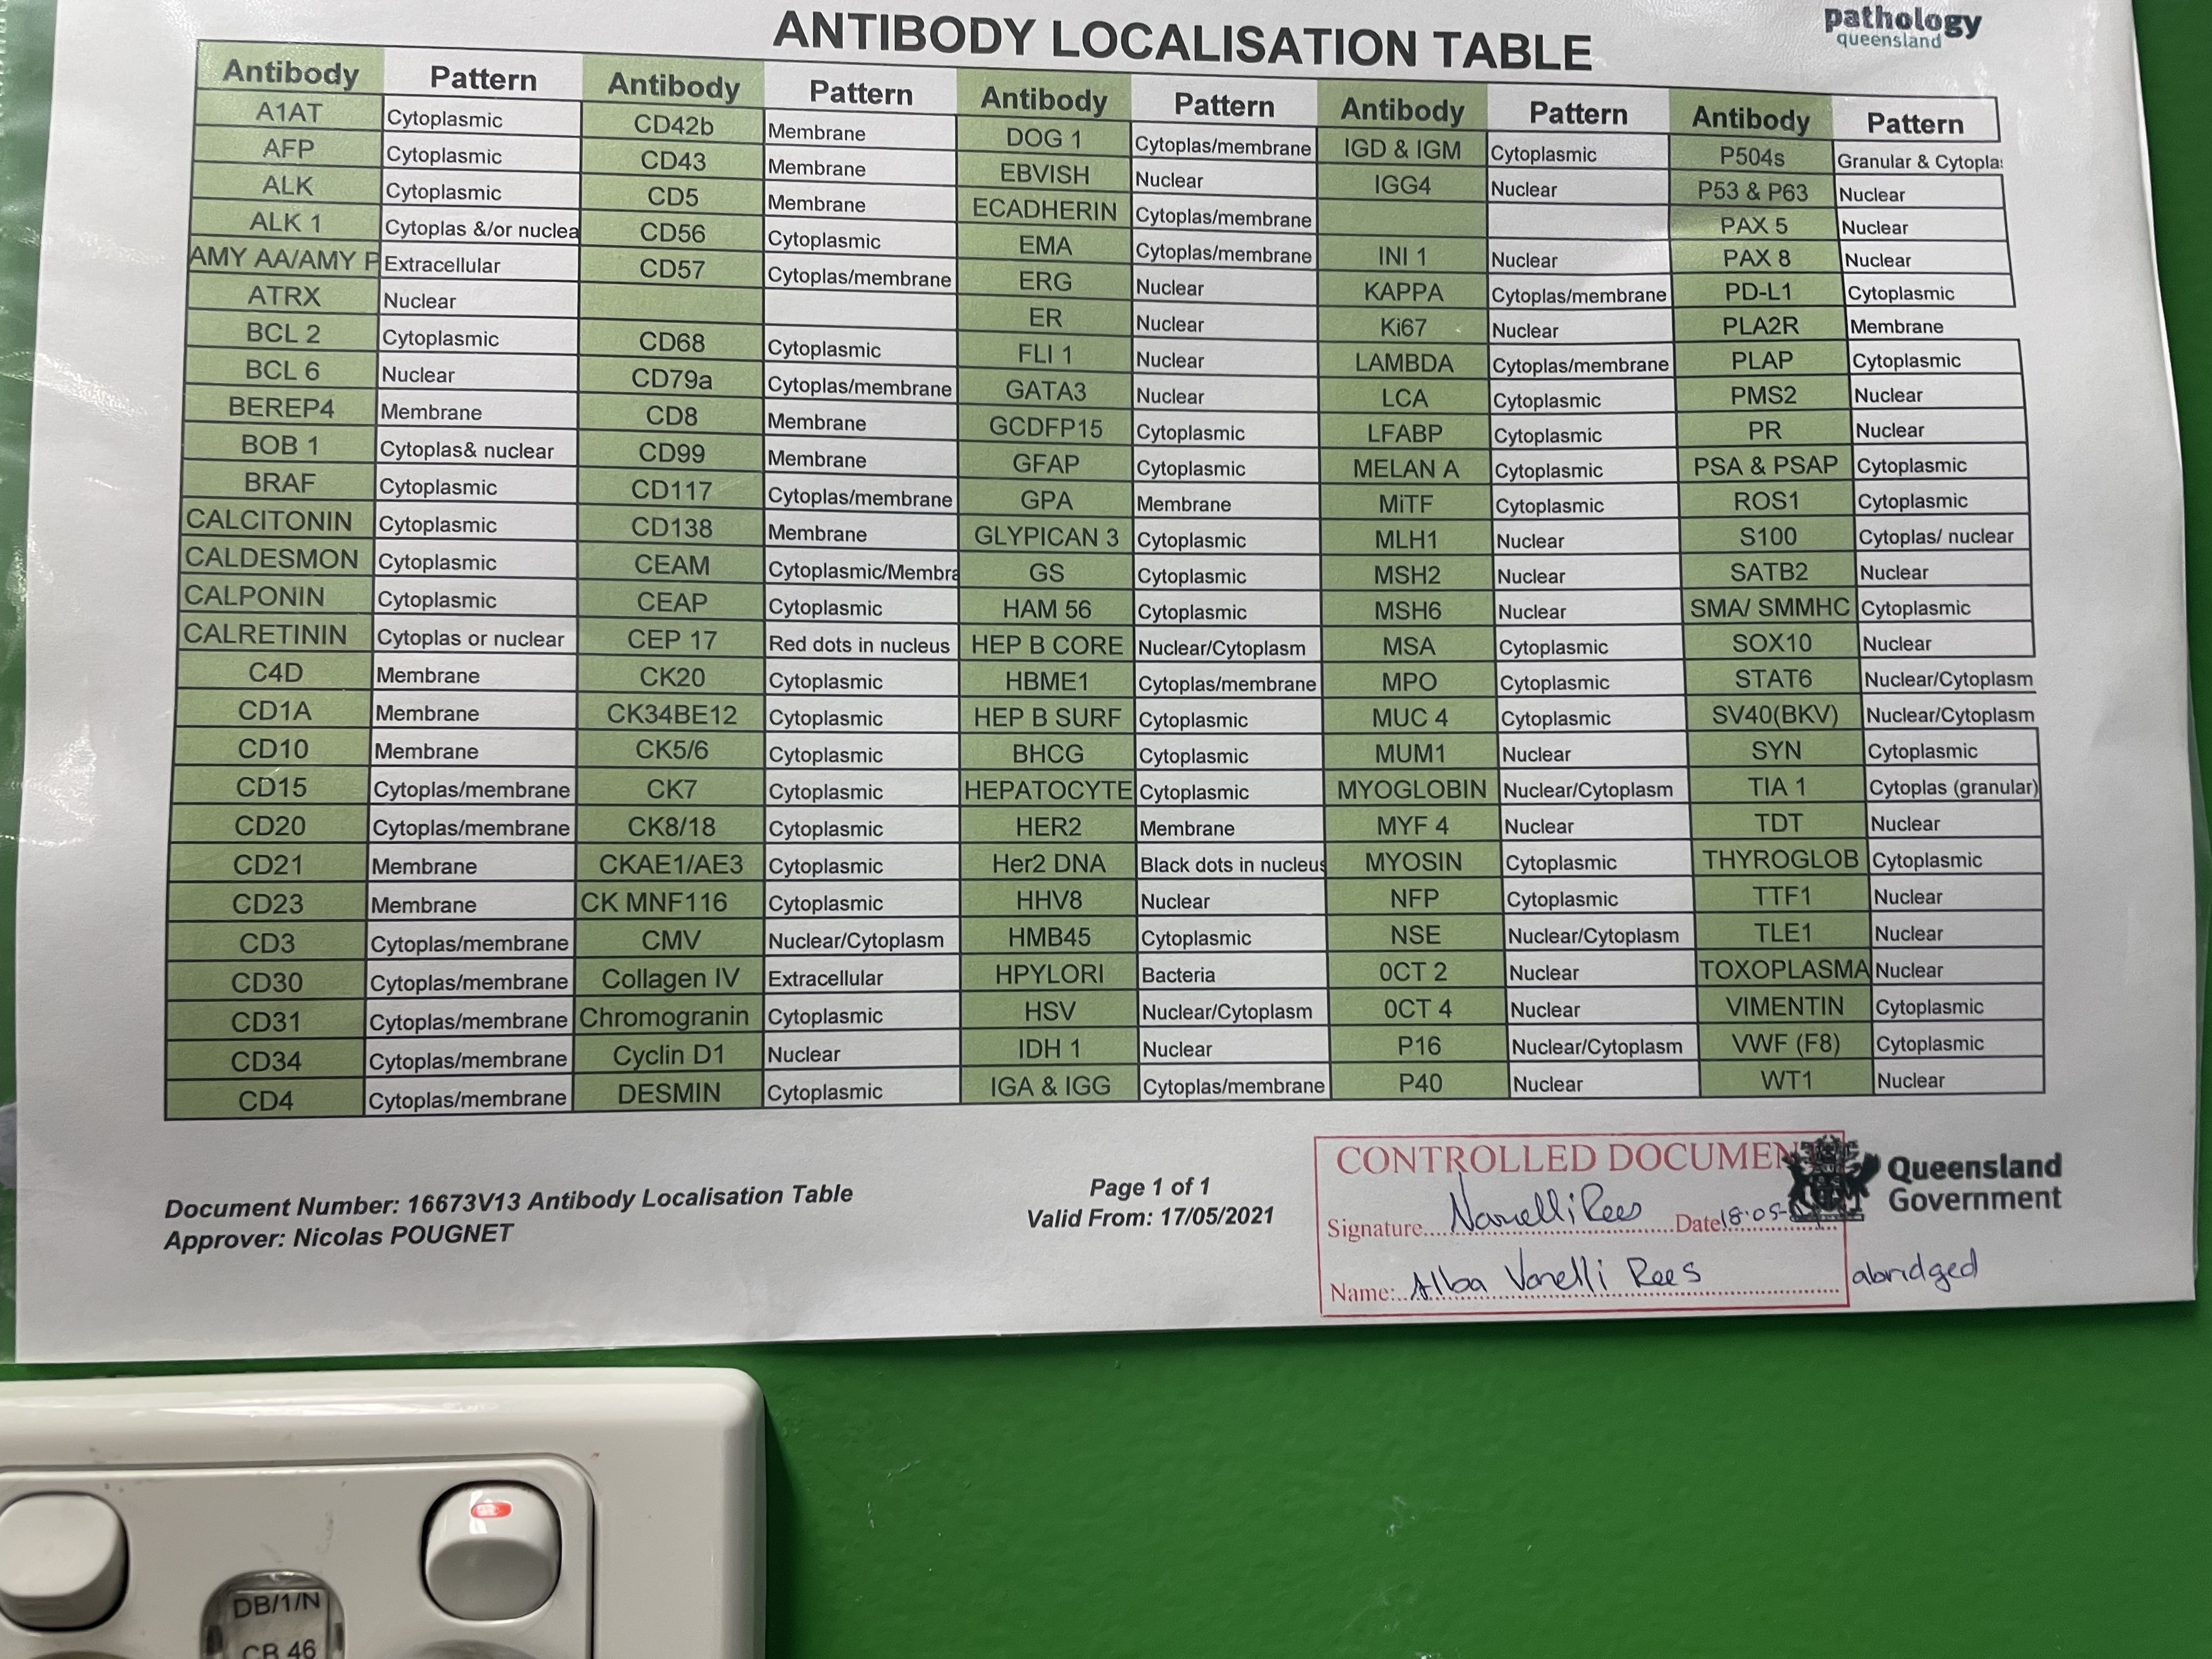 ANTIBODY LOCALISATION TABLE
pathology
queensland
Antibody Pattern Antibody Pattern Antibody Pattern Antibody Pattern Antibody Pattern
A1AT Cytoplasmic CD42b Membrane DOG 1 Cytoplas/membrane IGD & IGM Cytoplasmic P504s Granular & Cytopla
AFP Cytoplasmic CD43 Membrane EBVISH Nuclear IGG4 Nuclear P53 & P63 Nuclear
ALK Cytoplasmic CD5 Membrane ECADHERIN Cytoplas/membrane PAX 5 Nuclear
ALK 1 Cytoplas &/or nuclea CD56 Cytoplasmic EMA Cytoplas/membrane INI 1 Nuclear PAX 8 Nuclear
AMY AA/AMY P Extracellular CD57 Cytoplas/membrane ERG Nuclear KAPPA Cytoplas/membrane PD-L1 Cytoplasmic
ATRX Nuclear ER Nuclear Ki67 Nuclear PLA2R Membrane
BCL 2 Cytoplasmic CD68 Cytoplasmic FLI 1 Nuclear LAMBDA Cytoplas/membrane PLAP Cytoplasmic
BCL 6 Nuclear CD79a Cytoplas/membrane GATA3 Nuclear LCA Cytoplasmic PMS2 Nuclear
BEREP4 Membrane CD8 Membrane GCDFP15 Cytoplasmic LFABP Cytoplasmic PR Nuclear
BOB 1 Cytoplas& nuclear CD99 Membrane GFAP Cytoplasmic MELAN A Cytoplasmic PSA & PSAP Cytoplasmic
BRAF Cytoplasmic CD117 Cytoplas/membrane GPA Membrane MiTF Cytoplasmic ROS1 Cytoplasmic
CALCITONIN Cytoplasmic CD138 Membrane GLYPICAN 3 Cytoplasmic MLH1 Nuclear S100 Cytoplas/ nuclear
CALDESMON Cytoplasmic CEAM Cytoplasmic/Membra GS Cytoplasmic MSH2 Nuclear SATB2 Nuclear
CALPONIN Cytoplasmic CEAP Cytoplasmic HAM 56 Cytoplasmic MSH6 Nuclear SMA/ SMMHC Cytoplasmic
CALRETININ Cytoplas or nuclear CEP 17 Red dots in nucleus HEP B CORE Nuclear/Cytoplasm MSA Cytoplasmic SOX10 Nuclear
C4D Membrane CK20 Cytoplasmic HBME1 Cytoplas/membrane MPO Cytoplasmic STAT6 Nuclear/Cytoplasm
CD1A Membrane CK34BE12 Cytoplasmic HEP B SURF Cytoplasmic MUC 4 Cytoplasmic SV40(BKV) Nuclear/Cytoplasm
CD10 Membrane CK5/6 Cytoplasmic BHCG Cytoplasmic MUM1 Nuclear SYN Cytoplasmic
CD15 Cytoplas/membrane CK7 Cytoplasmic HEPATOCYTE Cytoplasmic MYOGLOBIN Nuclear/Cytoplasm TIA 1 Cytoplas (granular)
CD20 Cytoplas/membrane CK8/18 Cytoplasmic HER2 Membrane MYF 4 Nuclear TDT Nuclear
CD21 Membrane CKAE1/AE3 Cytoplasmic Her2 DNA Black dots in nucleus MYOSIN Cytoplasmic THYROGLOB Cytoplasmic
CD23 Membrane CK MNF116 Cytoplasmic HHV8 Nuclear NFP Cytoplasmic TTF1 Nuclear
CD3 Cytoplas/membrane CMV Nuclear/Cytoplasm HMB45 Cytoplasmic NSE Nuclear/Cytoplasm TLE1 Nuclear
CD30 Cytoplas/membrane Collagen IV Extracellular HPYLORI Bacteria 0CT 2 Nuclear TOXOPLASMA Nuclear
CD31 Cytoplas/membrane Chromogranin Cytoplasmic HSV Nuclear/Cytoplasm 0CT 4 Nuclear VIMENTIN Cytoplasmic
CD34 Cytoplas/membrane Cyclin D1 Nuclear IDH 1 Nuclear P16 Nuclear/Cytoplasm VWF (F8) Cytoplasmic
CD4 Cytoplas/membrane DESMIN Cytoplasmic IGA & IGG Cytoplas/membrane P40 Nuclear WT1 Nuclear
Document Number: 16673V13 Antibody Localisation Table
Approver: Nicolas POUGNET
Page 1 of 1
Valid From: 17/05/2021
CONTROLLED DOCUMEN
Signature Date 18.05
Name: Alba Vanelli Rees
abridged
Queensland
Government
DB/1/N
CB 46